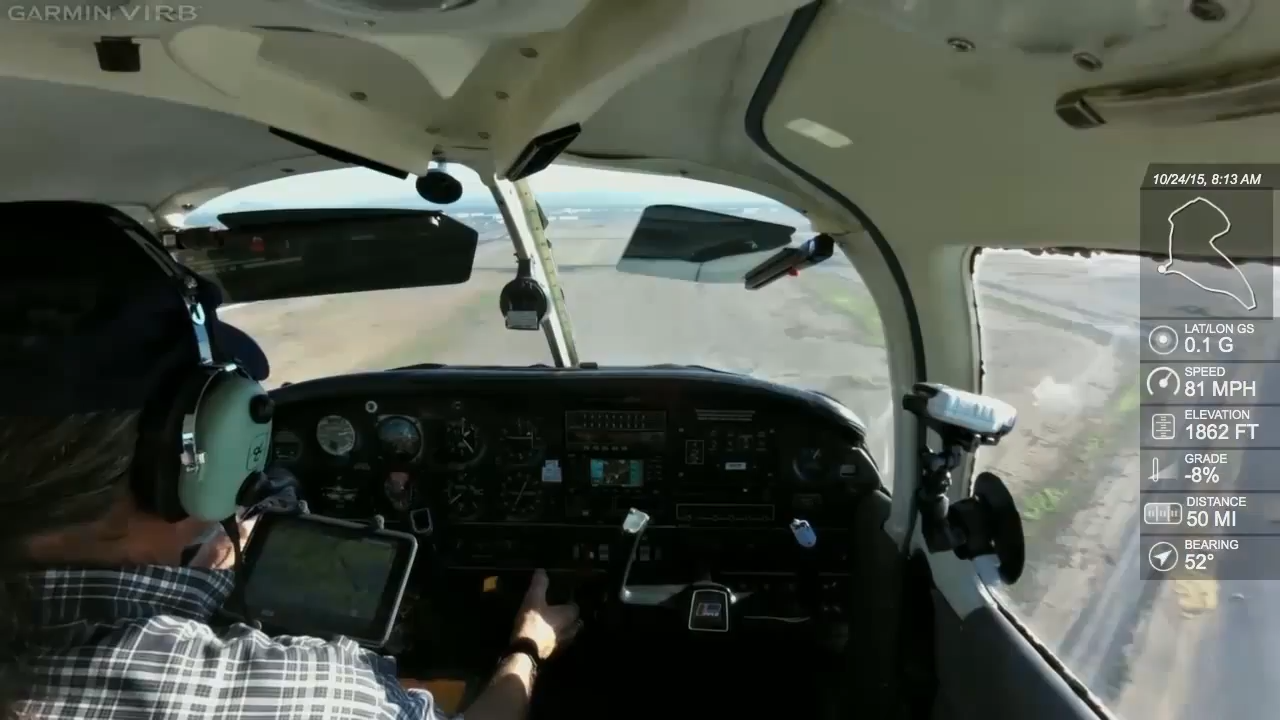 GARMIN VIRB
10/24/15, 8:13 AM
LAT/LON GS
0.1 G
SPEED
81 MPH
ELEVATION
1862 FT
GRADE
-8%
DISTANCE
50 MI
BEARING
52°